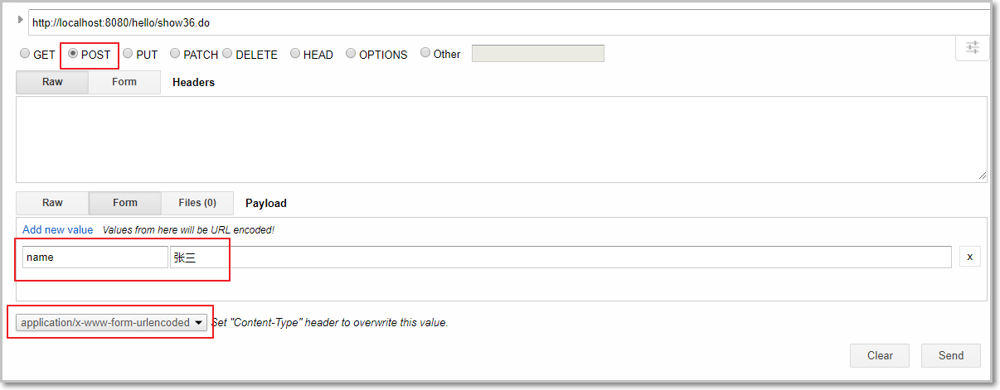 http://localhost:8080/hello/show36.do
GET POST PUT PATCH DELETE HEAD OPTIONS Other
Raw Form Headers
Raw Form Files (0) Payload
Add new value Values from here will be URL encoded!
name 张三 x
application/x-www-form-urlencoded Set "Content-Type" header to overwrite this value.
Clear Send